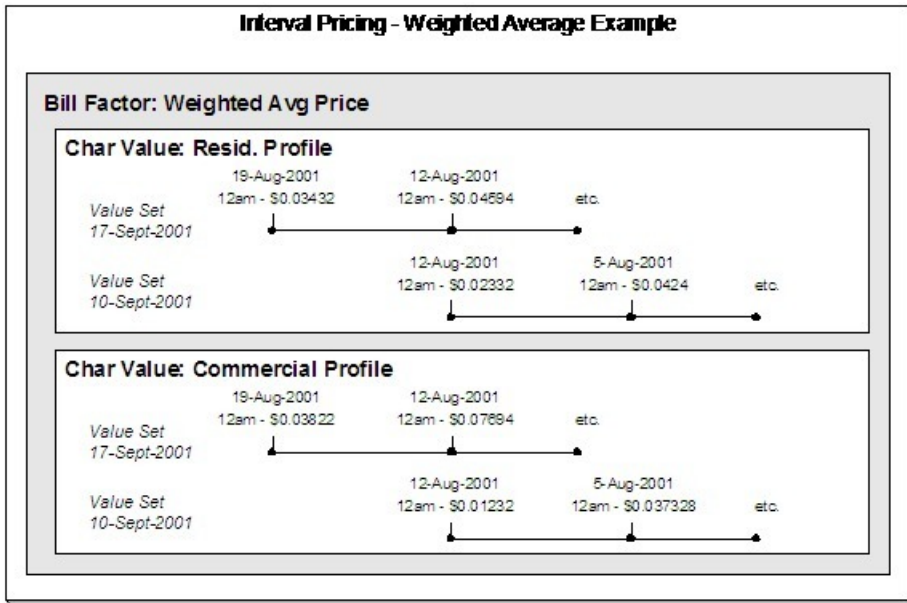 Interval Pricing - Weighted Average Example
Bill Factor: Weighted Avg Price
Char Value: Resid. Profile
19-Aug-2001 12-Aug-2001
12am - $0.03432 12am - $0.04594 etc.
Value Set
17-Sept-2001
12-Aug-2001 5-Aug-2001
12am - $0.02332 12am - $0.0424 etc.
Value Set
10-Sept-2001
Char Value: Commercial Profile
19-Aug-2001 12-Aug-2001
12am - $0.03822 12am - $0.07694 etc.
Value Set
17-Sept-2001
12-Aug-2001 5-Aug-2001
12am - $0.01232 12am - $0.037328 etc.
Value Set
10-Sept-2001